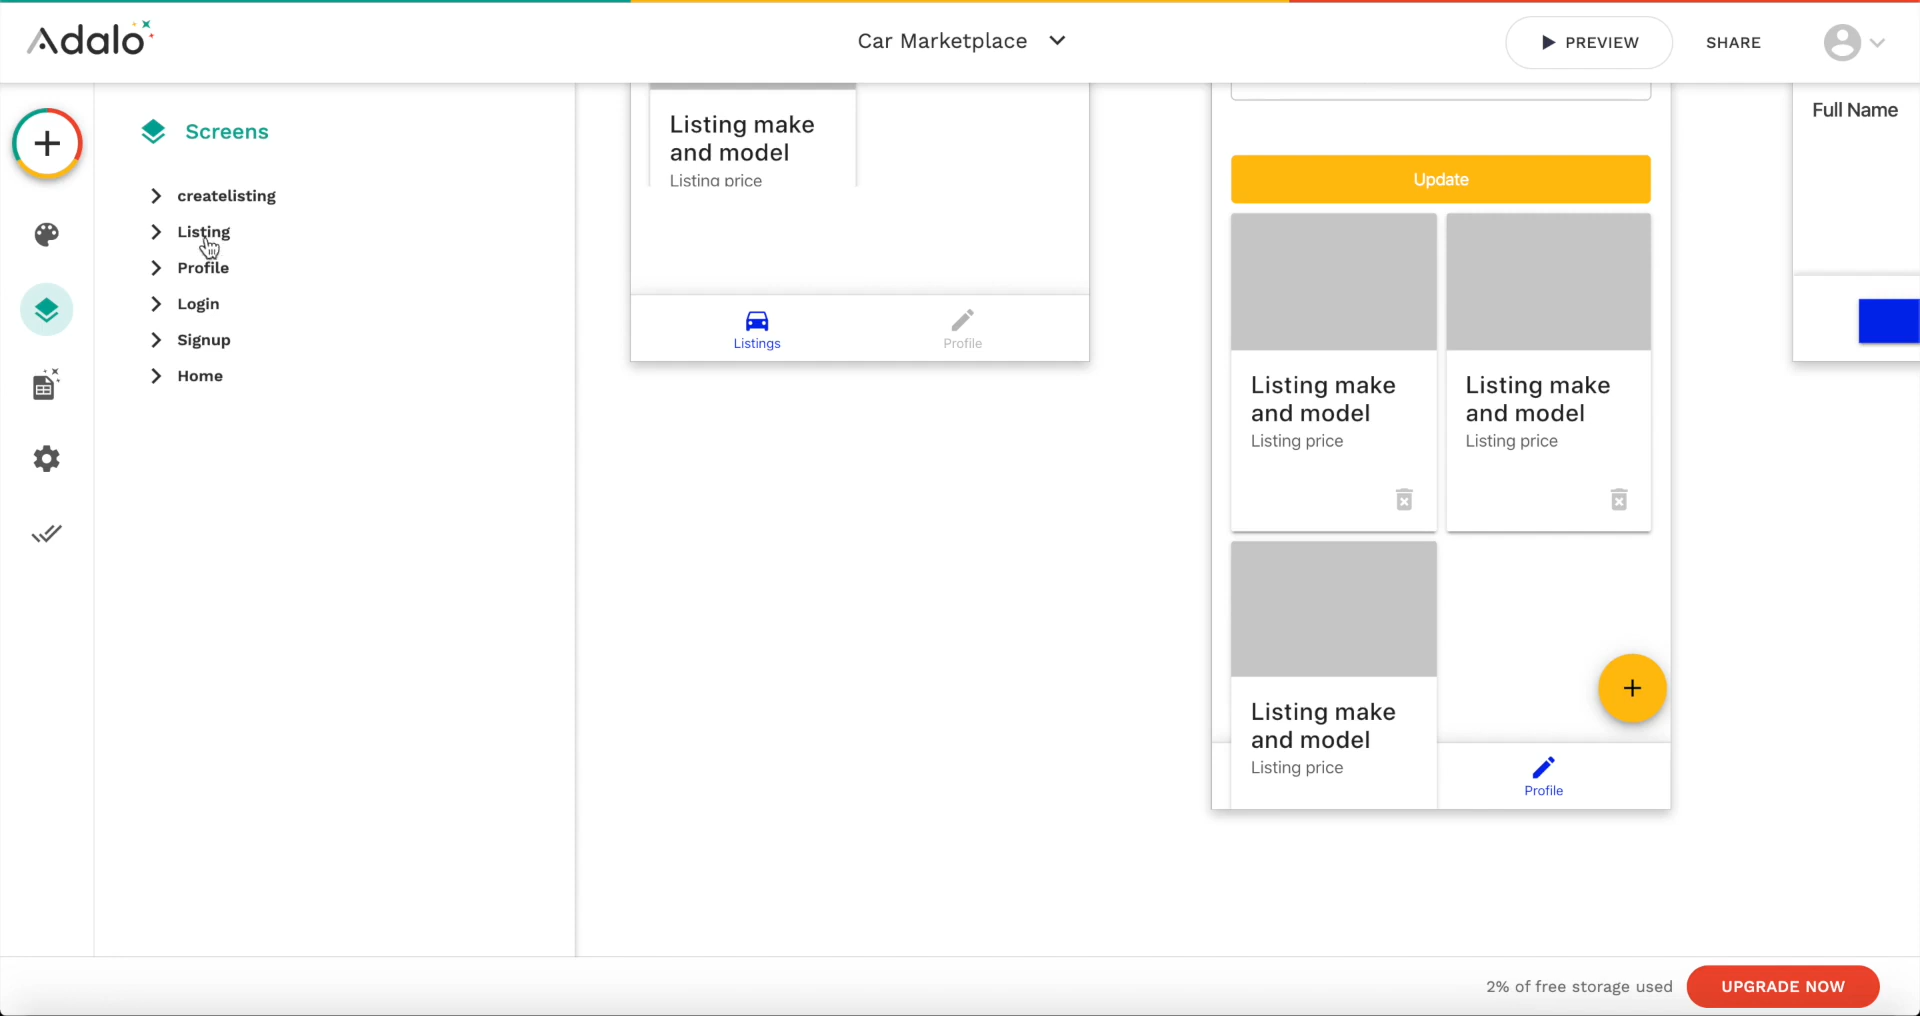 Adalo
Car Marketplace
PREVIEW
SHARE
Screens
createlisting
Listing
Profile
Login
Signup
Home
Listing make
and model
Listing price
Listings
Profile
Update
Listing make
and model
Listing price
Listing make
and model
Listing price
Listing make
and model
Listing price
Profile
Full Name
2% of free storage used
UPGRADE NOW